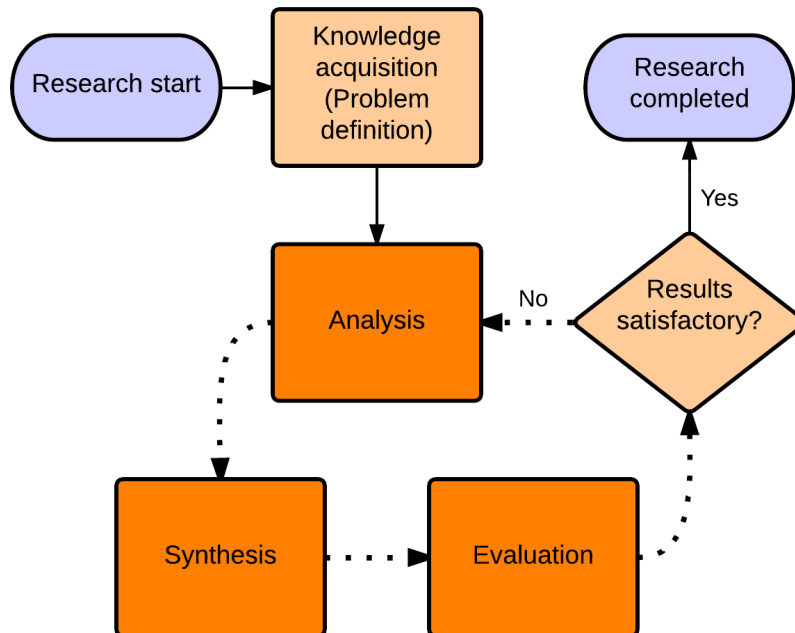 Research start
Knowledge
acquisition
(Problem
definition)
Research
completed
Yes
Results
satisfactory?
No
Analysis
Synthesis
Evaluation